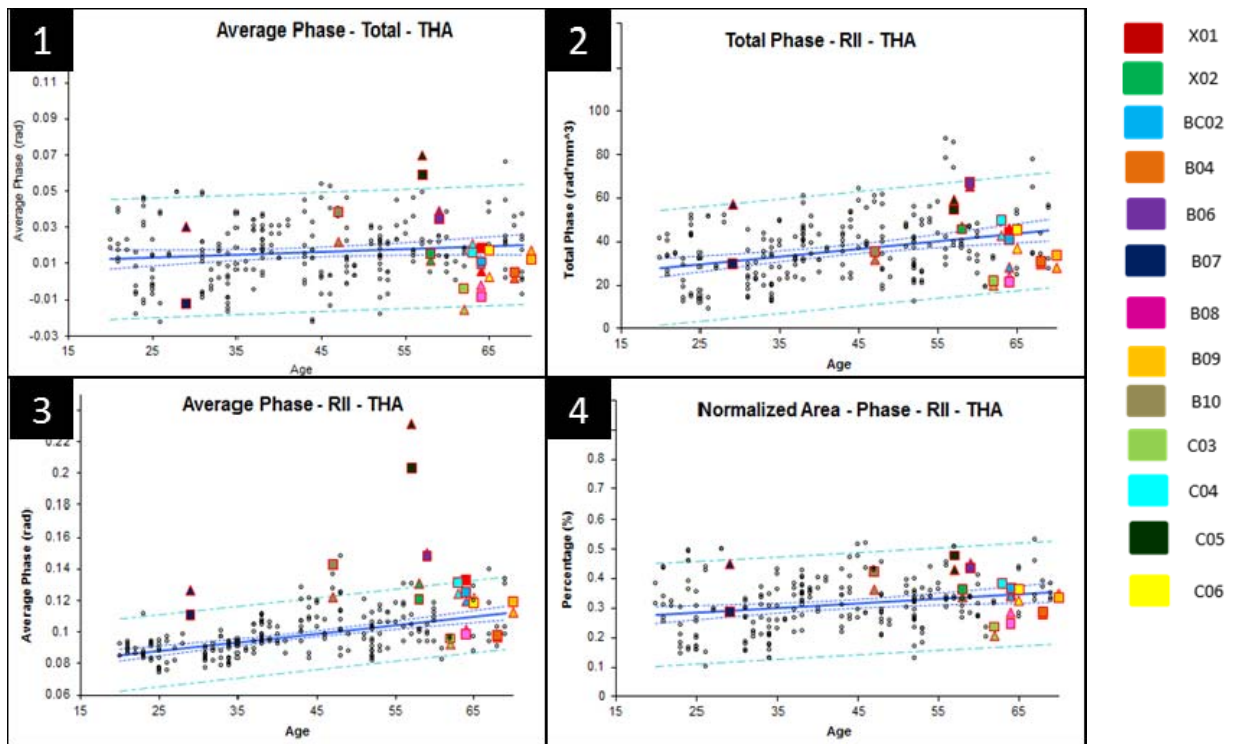 1
Average Phase - Total - THA
Average Phase (rad)
0.11
0.09
0.07
0.05
0.03
0.01
-0.01
-0.03
15
25
35
45
55
65
Age
2
Total Phase - RII - THA
Total Phase (rad*mm^3)
100
80
60
40
20
0
15
25
35
45
55
65
Age
3
Average Phase - RII - THA
Average Phase (rad)
0.22
0.2
0.18
0.16
0.14
0.12
0.1
0.08
0.06
15
25
35
45
55
65
Age
4
Normalized Area - Phase - RII - THA
Percentage (%)
0.9
0.8
0.7
0.6
0.5
0.4
0.3
0.2
0.1
0
15
25
35
45
55
65
Age
X01
X02
BC02
B04
B06
B07
B08
B09
B10
C03
C04
C05
C06